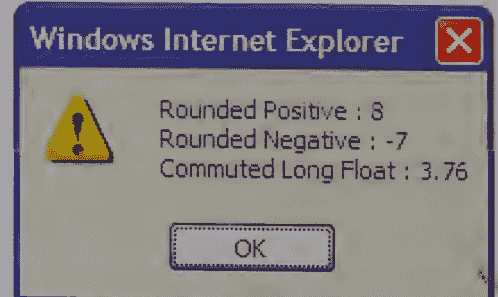 Windows Internet Explorer
Rounded Positive : 8
Rounded Negative : -7
Commuted Long Float : 3.76
OK